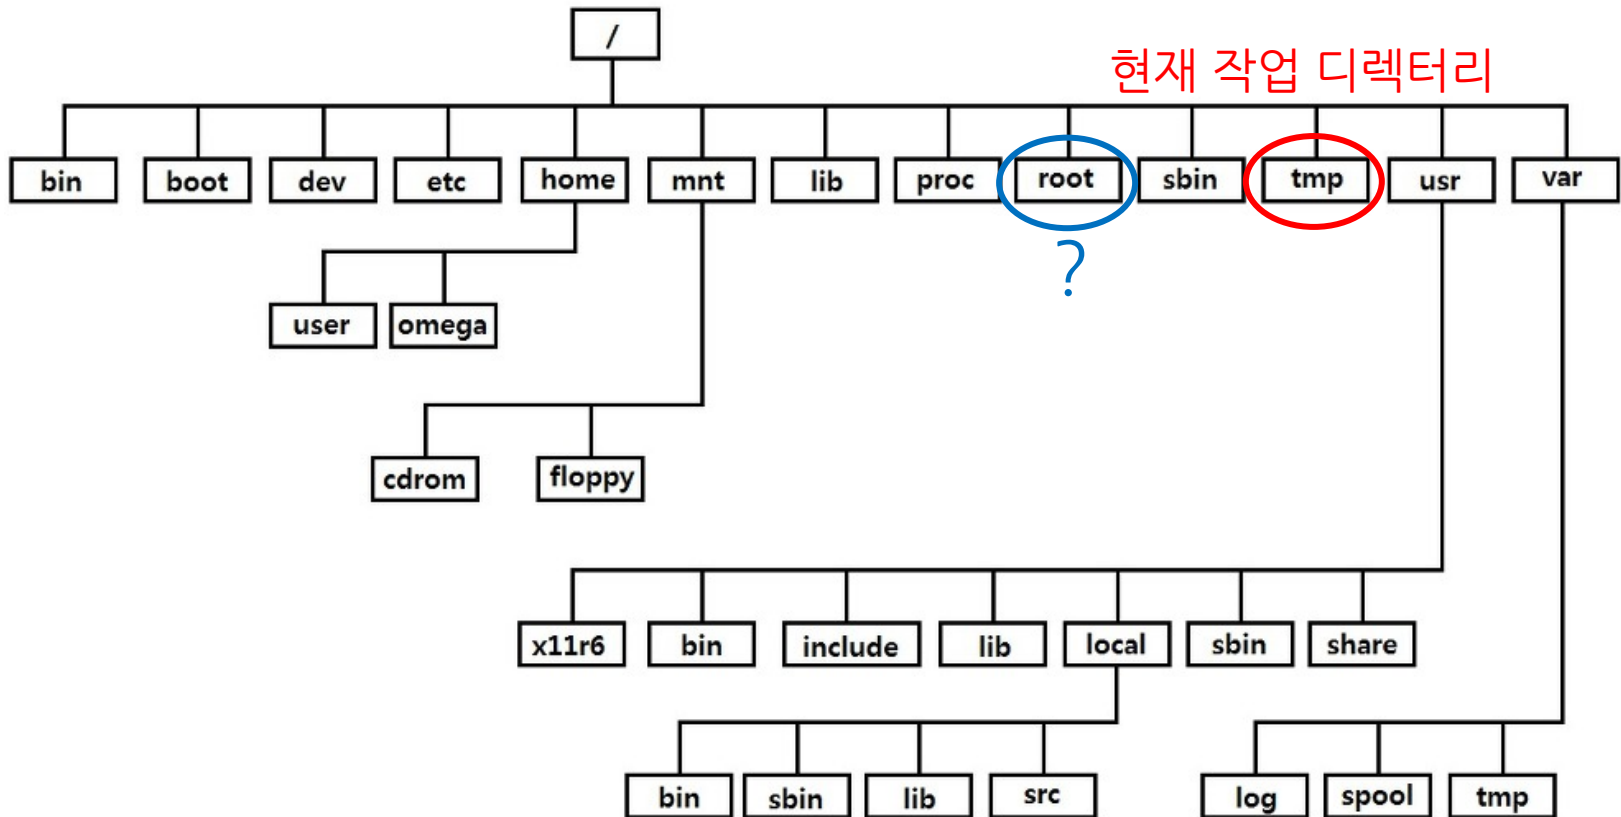 /
현재 작업 디렉터리
bin boot dev etc home mnt lib proc root sbin tmp usr var
?
user omega
cdrom floppy
x11r6 bin include lib local sbin share
bin sbin lib src log spool tmp